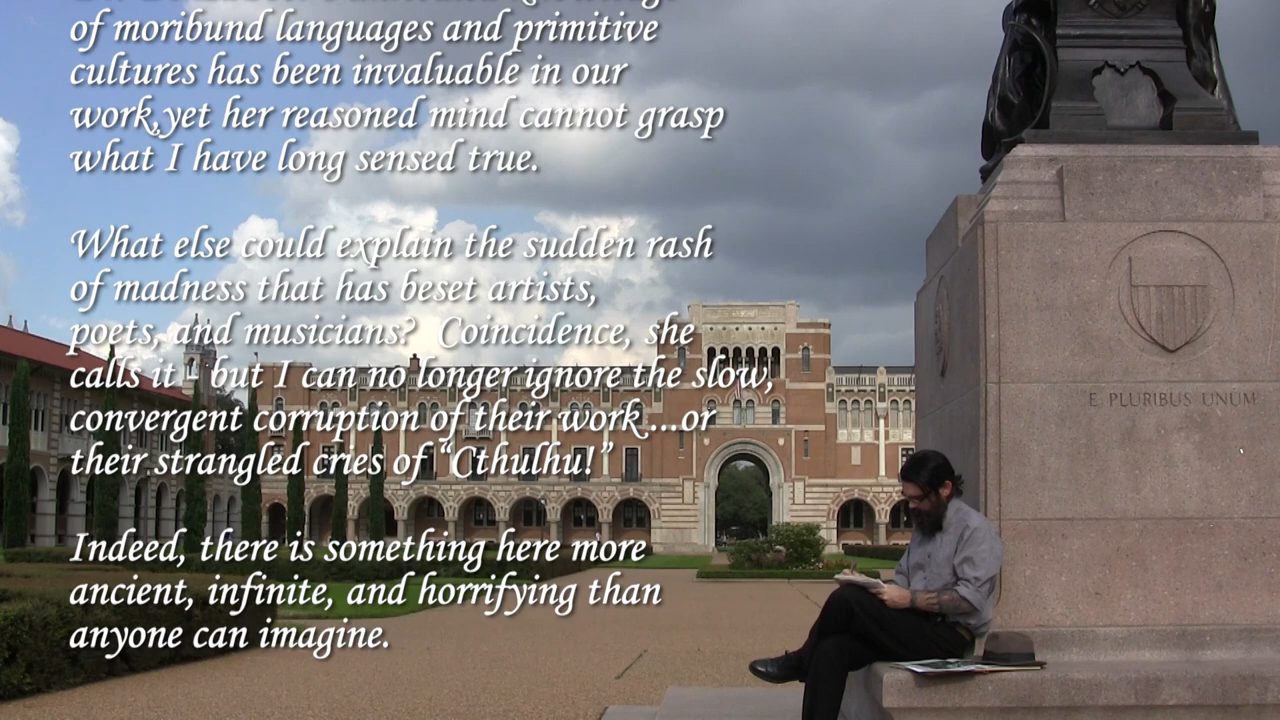 of moribund languages and primitive
cultures has been invaluable in our
work,yet her reasoned mind cannot grasp
what I have long sensed true.
What else could explain the sudden rash
of madness that has beset artists,
poets, and musicians? Coincidence, she
calls it - but I can no longer ignore the slow,
convergent corruption of their work...or
their strangled cries of “Cthulhu!”
Indeed, there is something here more
ancient, infinite, and horrifying than
anyone can imagine.
E PLURIBUS UNUM